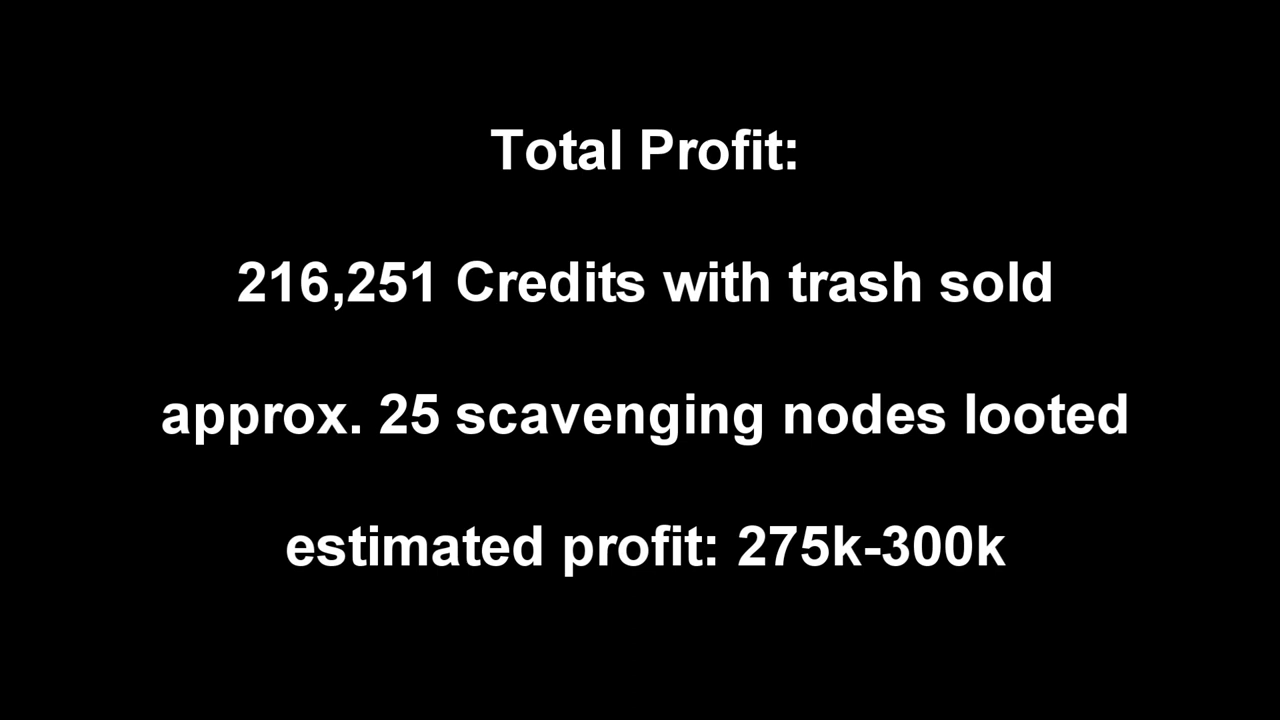 Total Profit:
216,251 Credits with trash sold
approx. 25 scavenging nodes looted
estimated profit: 275k-300k